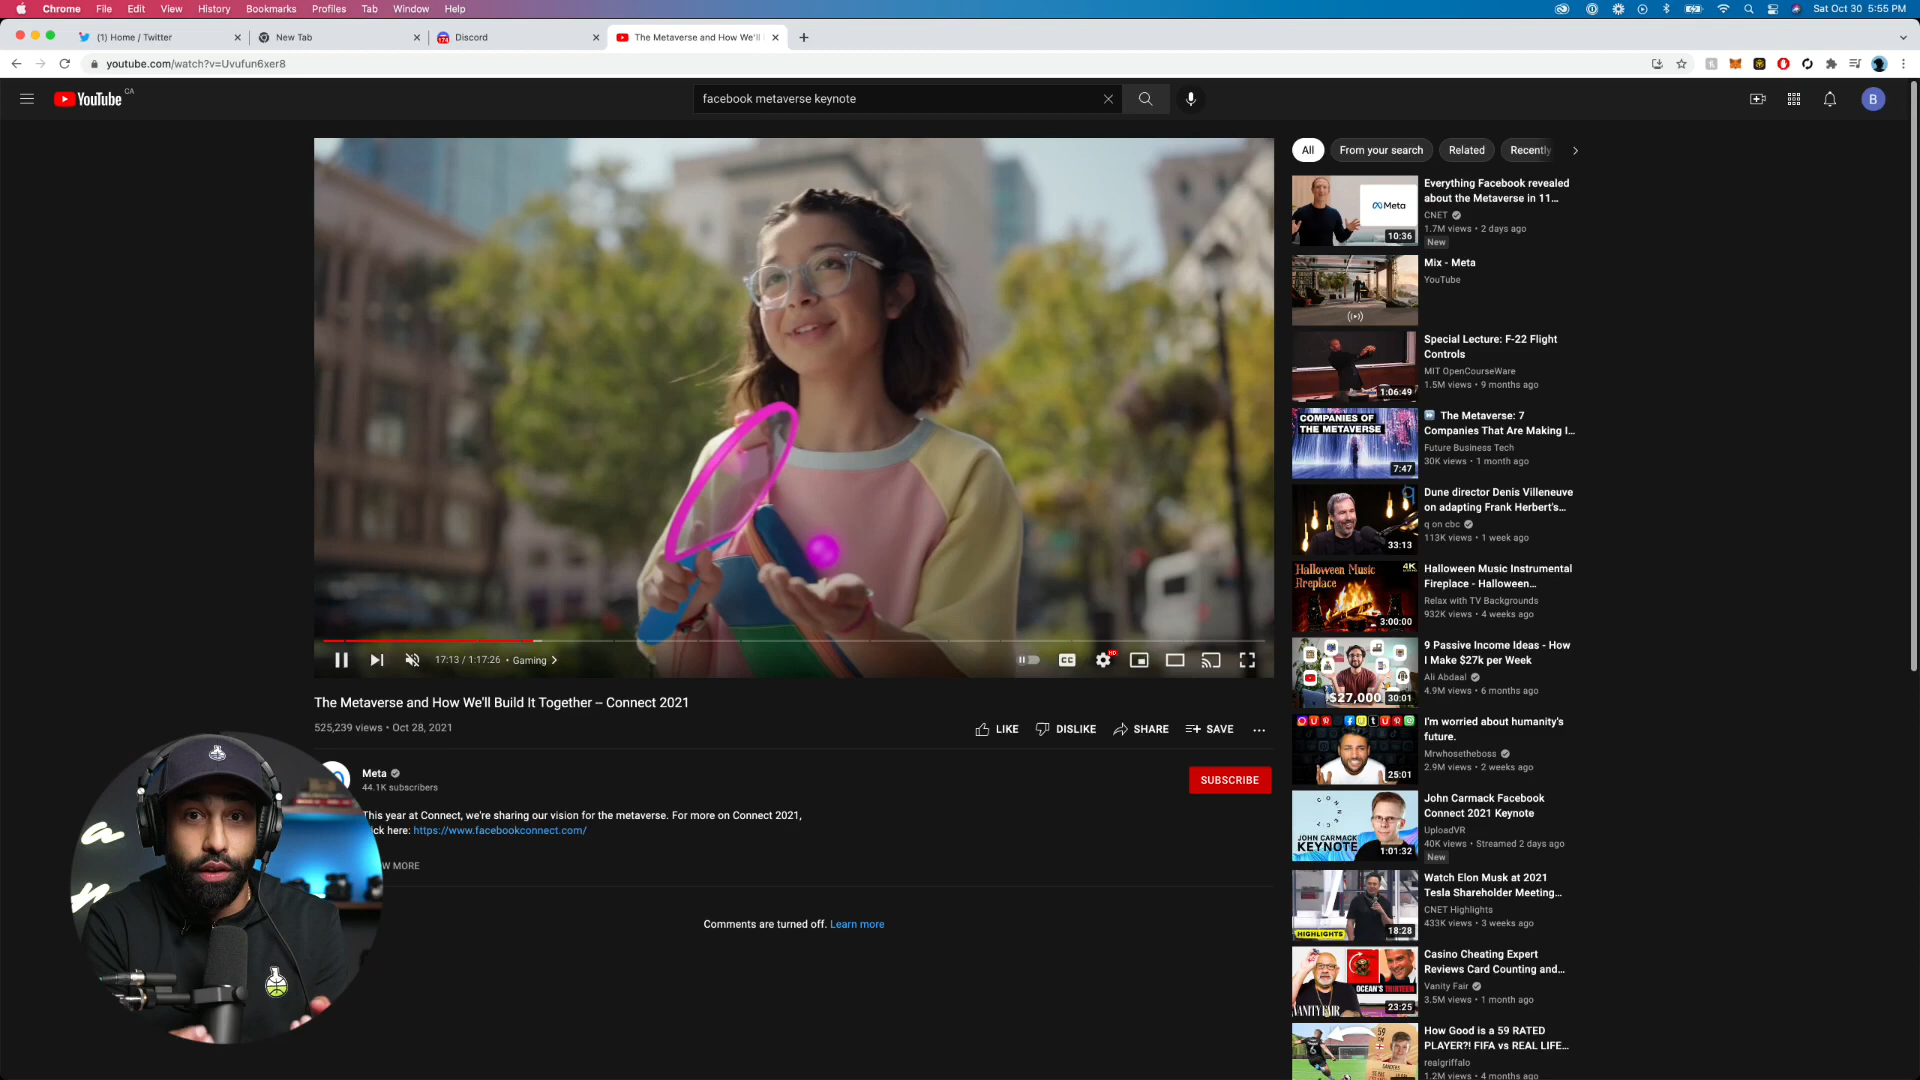 Chrome File Edit View History Bookmarks Profiles Tab Window Help
Sat Oct 30 5:55 PM
(1) Home / Twitter
New Tab
174
Discord
The Metaverse and How We'll
youtube.com/watch?v=Uvufun6xer8
YouTube CA
facebook metaverse keynote
B
All
From your search
Related
Recently
17:13 / 1:17:26 • Gaming
CC
HD
The Metaverse and How We'll Build It Together -- Connect 2021
525,239 views • Oct 28, 2021
LIKE
DISLIKE
SHARE
SAVE
Meta
44.1K subscribers
SUBSCRIBE
This year at Connect, we're sharing our vision for the metaverse. For more on Connect 2021,
ck here: https://www.facebookconnect.com/
W MORE
Comments are turned off. Learn more
Meta
10:36
Everything Facebook revealed
about the Metaverse in 11...
CNET
1.7M views • 2 days ago
New
Mix - Meta
YouTube
1:06:49
Special Lecture: F-22 Flight
Controls
MIT OpenCourseWare
1.5M views • 9 months ago
COMPANIES OF
THE METAVERSE
7:47
The Metaverse: 7
Companies That Are Making I...
Future Business Tech
30K views • 1 month ago
q
33:13
Dune director Denis Villeneuve
on adapting Frank Herbert's...
q on cbc
113K views • 1 week ago
Halloween Music
Fireplace
4K
3:00:00
Halloween Music Instrumental
Fireplace - Halloween...
Relax with TV Backgrounds
932K views • 4 weeks ago
$27,000
30:01
9 Passive Income Ideas - How
I Make $27k per Week
Ali Abdaal
4.9M views • 6 months ago
25:01
I'm worried about humanity's
future.
Mrwhosetheboss
2.9M views • 2 weeks ago
CONNECT
JOHN CARMACK
KEYNOTE
1:01:32
John Carmack Facebook
Connect 2021 Keynote
UploadVR
40K views • Streamed 2 days ago
New
HIGHLIGHTS
18:28
Watch Elon Musk at 2021
Tesla Shareholder Meeting...
CNET Highlights
433K views • 3 weeks ago
OCEAN'S THIRTEEN
VANITY FAIR
23:25
Casino Cheating Expert
Reviews Card Counting and...
Vanity Fair
3.5M views • 1 month ago
59
6
SANDERS
How Good is a 59 RATED
PLAYER?! FIFA vs REAL LIFE...
realgriffalo
1.2M views • 4 months ago